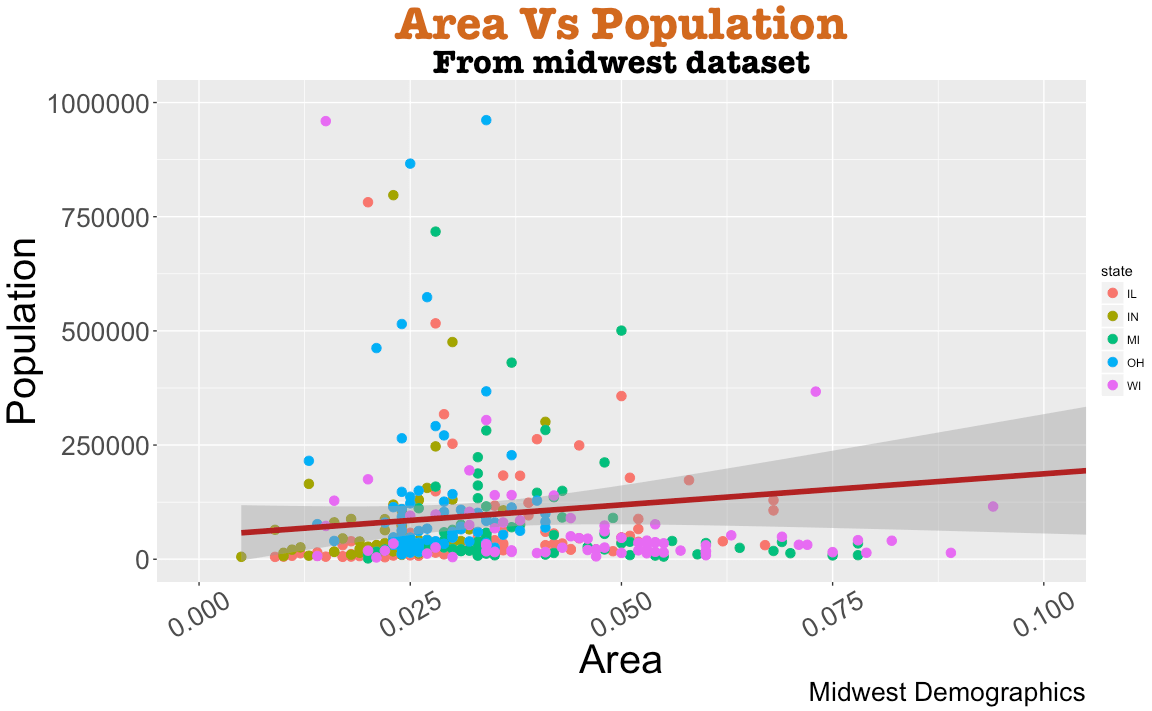 Area Vs Population
From midwest dataset
Population
1000000
750000
500000
250000
0
0.000
0.025
0.050
0.075
0.100
Area
Midwest Demographics
state
IL
IN
MI
OH
WI